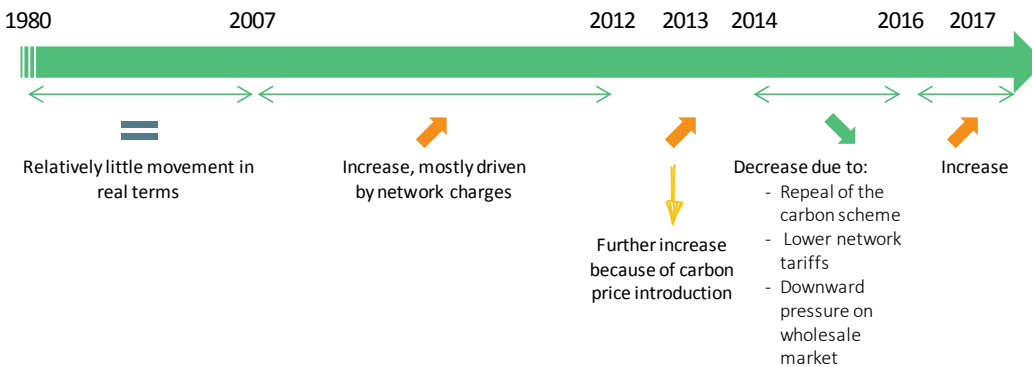 1980 2007 2012 2013 2014 2016 2017
Relatively little movement in
real terms
Increase, mostly driven
by network charges
Further increase
because of carbon
price introduction
Decrease due to:
- Repeal of the
carbon scheme
- Lower network
tariffs
- Downward
pressure on
wholesale
market
Increase